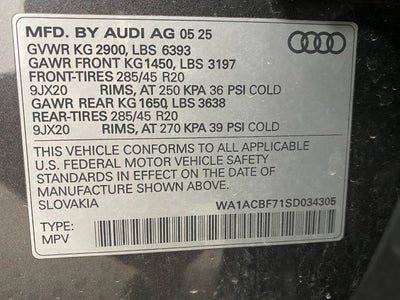 MFD. BY AUDI AG 05 25
GVWR KG 2900, LBS 6393
GAWR FRONT KG1450, LBS 3197
FRONT-TIRES 285/45 R20
9JX20 RIMS, AT 250 KPA 36 PSI COLD
GAWR REAR KG 1650, LBS 3638
REAR-TIRES 285/45 R20
9JX20 RIMS, AT 270 KPA 39 PSI COLD
THIS VEHICLE CONFORMS TO ALL APPLICABLE
U.S. FEDERAL MOTOR VEHICLE SAFETY
STANDARDS IN EFFECT ON THE DATE OF
MANUFACTURE SHOWN ABOVE.
SLOVAKIA WA1ACBF71SD034305
TYPE:
MPV